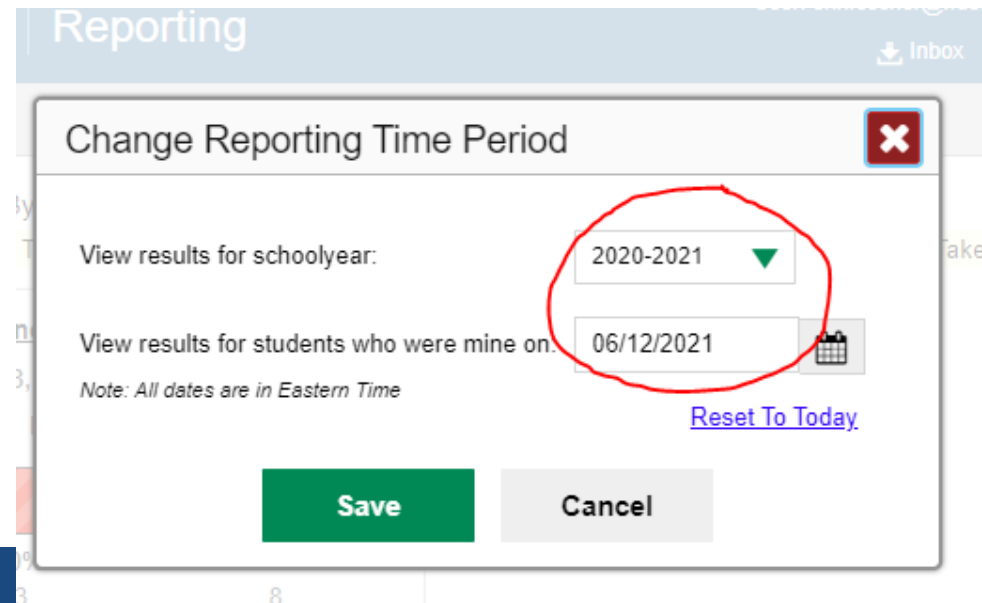 Reporting
Inbox
Change Reporting Time Period
View results for schoolyear:
2020-2021
View results for students who were mine on:
06/12/2021
Note: All dates are in Eastern Time
Reset To Today
Save
Cancel
8